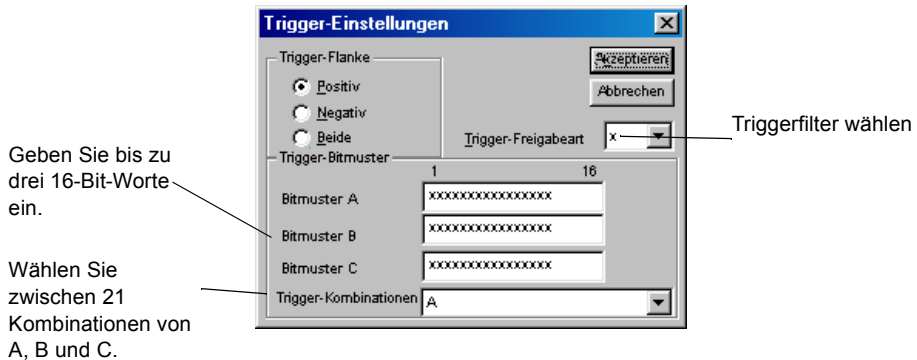 Trigger-Einstellungen
Trigger-Flanke
Positiv
Negativ
Beide
Akzeptieren
Abbrechen
Trigger-Freigabeart x
Triggerfilter wählen
Trigger-Bitmuster
1 16
Bitmuster A xxxxxxxxxxxxxxxx
Bitmuster B xxxxxxxxxxxxxxxx
Bitmuster C xxxxxxxxxxxxxxxx
Trigger-Kombinationen A
Geben Sie bis zu
drei 16-Bit-Worte
ein.
Wählen Sie
zwischen 21
Kombinationen von
A, B und C.